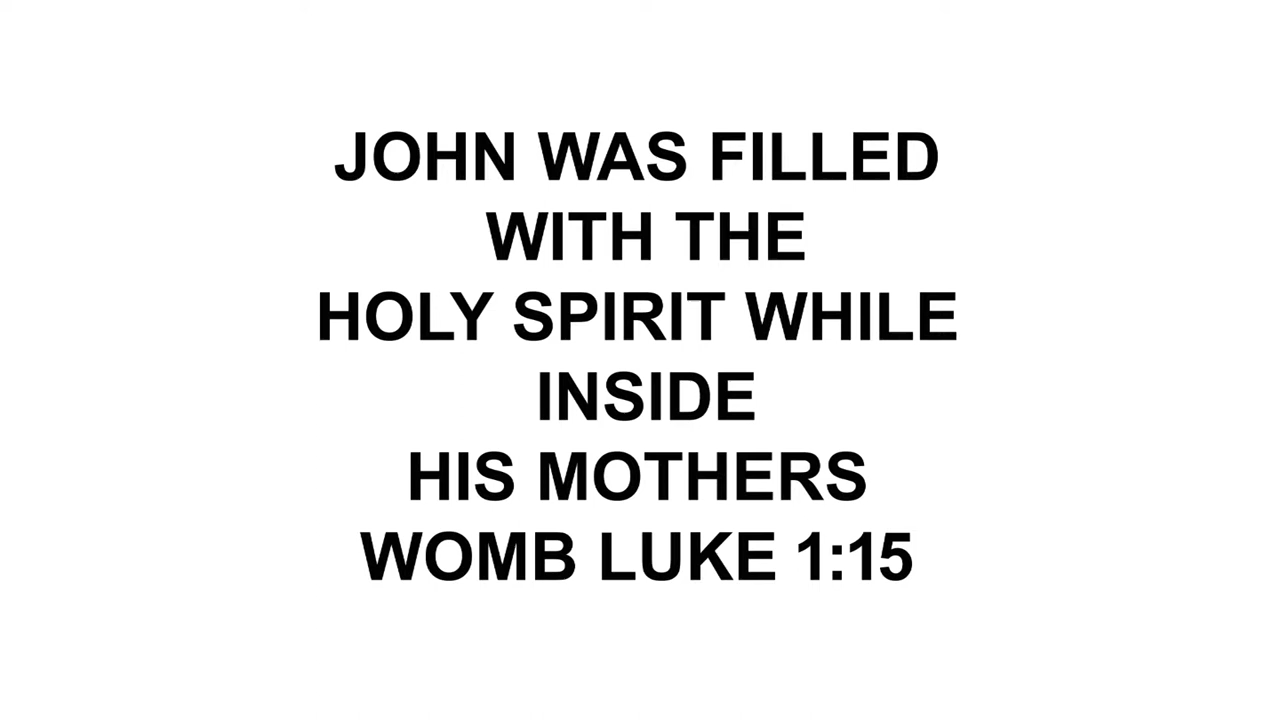 JOHN WAS FILLED
WITH THE
HOLY SPIRIT WHILE
INSIDE
HIS MOTHERS
WOMB LUKE 1:15